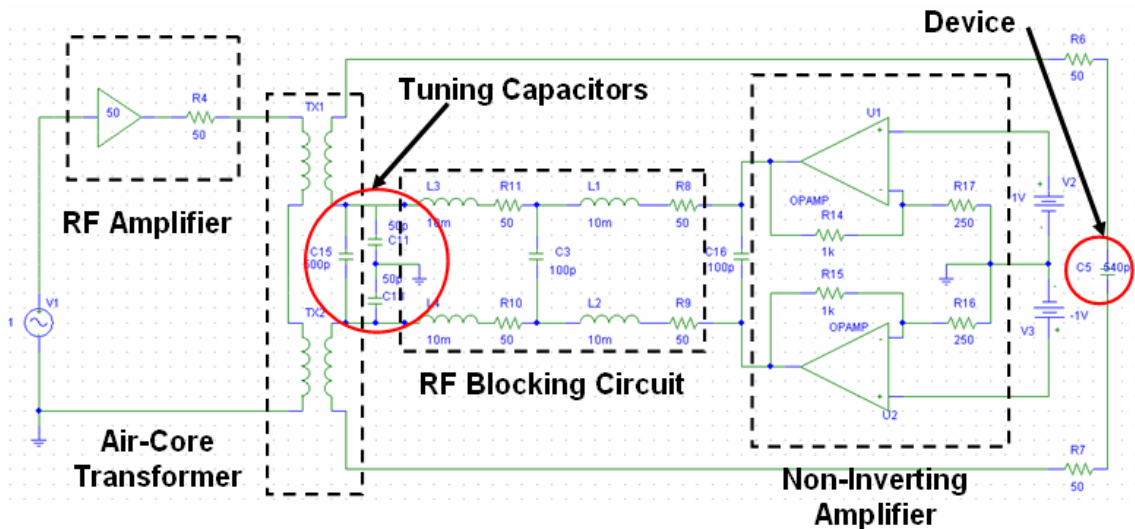 Device
RF Amplifier
50
R4
50
Tuning Capacitors
TX1
R6
50
U1
L3
10m
R11
50
L1
10m
R8
50
50p
C11
C15
500p
C3
100p
C16
100p
OPAMP
R14
1k
R17
250
1V
V2
C5
540p
V1
1
50p
TX2
L4
10m
R10
50
L2
10m
R9
50
R15
1k
OPAMP
R16
250
-1V
V3
U2
RF Blocking Circuit
Air-Core
Transformer
Non-Inverting
Amplifier
R7
50